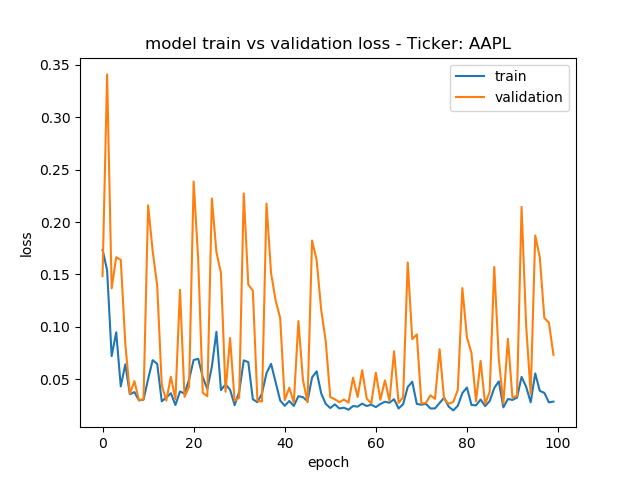 model train vs validation loss - Ticker: AAPL
train
validation
0.35
0.30
0.25
0.20
0.15
0.10
0.05
loss
0 20 40 60 80 100
epoch